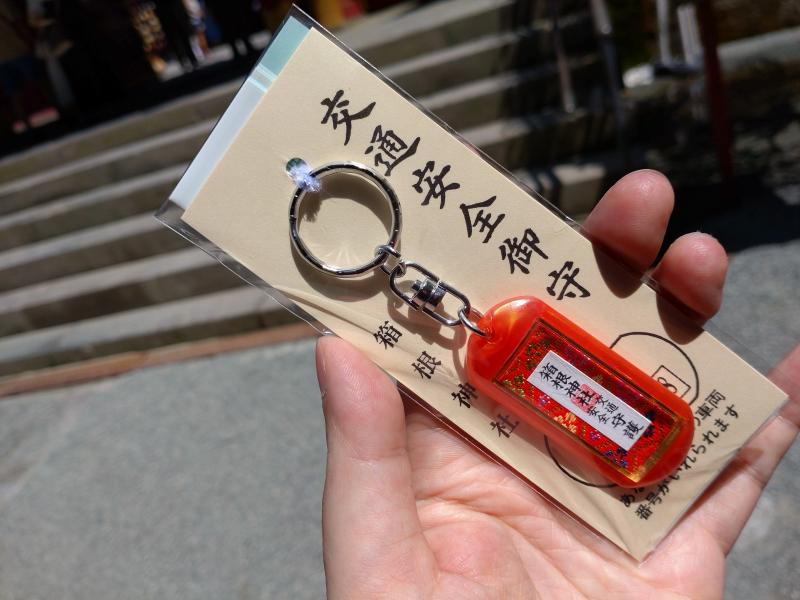 交通安全御守
箱根神社
箱根神社
交通
安全
守護
車両
番号がいれられます